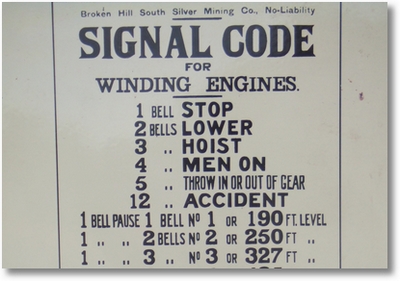 Broken Hill South Silver Mining Co., No-Liability
SIGNAL CODE
FOR
WINDING ENGINES.
1 BELL STOP
2 BELLS LOWER
3 ,, HOIST
4 ,, MEN ON
5 ,, THROW IN OR OUT OF GEAR
12 ,, ACCIDENT
1 BELL PAUSE 1 BELL Nº 1 OR 190 FT. LEVEL
1 ,, ,, 2 BELLS Nº 2 OR 250 FT ,,
1 ,, ,, 3 ,, Nº 3 OR 327 FT ,,